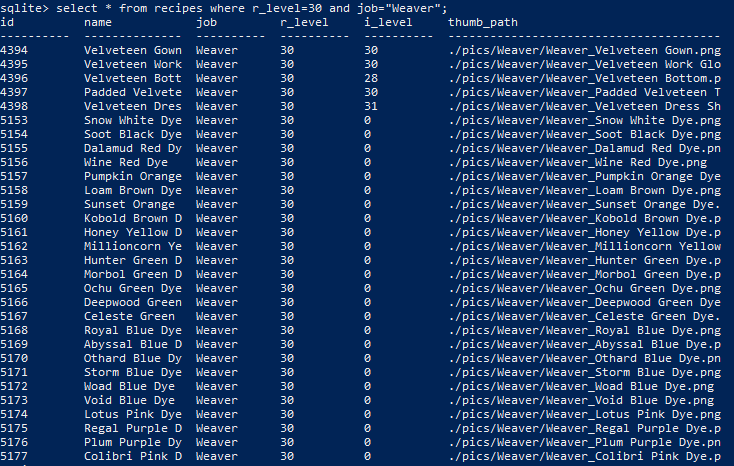 sqlite> select * from recipes where r_level=30 and job="Weaver";
id          name             job         r_level     i_level     thumb_path
----------  ---------------  ----------  ----------  ----------  -----------------------------------
4394        Velveteen Gown   Weaver      30          30          ./pics/Weaver/Weaver_Velveteen Gown.png
4395        Velveteen Work   Weaver      30          30          ./pics/Weaver/Weaver_Velveteen Work Glo
4396        Velveteen Bott   Weaver      30          28          ./pics/Weaver/Weaver_Velveteen Bottom.p
4397        Padded Velvete   Weaver      30          30          ./pics/Weaver/Weaver_Padded Velveteen T
4398        Velveteen Dres   Weaver      30          31          ./pics/Weaver/Weaver_Velveteen Dress Sh
5153        Snow White Dye   Weaver      30          0           ./pics/Weaver/Weaver_Snow White Dye.png
5154        Soot Black Dye   Weaver      30          0           ./pics/Weaver/Weaver_Soot Black Dye.png
5155        Dalamud Red Dy   Weaver      30          0           ./pics/Weaver/Weaver_Dalamud Red Dye.pn
5156        Wine Red Dye     Weaver      30          0           ./pics/Weaver/Weaver_Wine Red Dye.png
5157        Pumpkin Orange   Weaver      30          0           ./pics/Weaver/Weaver_Pumpkin Orange Dye
5158        Loam Brown Dye   Weaver      30          0           ./pics/Weaver/Weaver_Loam Brown Dye.png
5159        Sunset Orange    Weaver      30          0           ./pics/Weaver/Weaver_Sunset Orange Dye.
5160        Kobold Brown D   Weaver      30          0           ./pics/Weaver/Weaver_Kobold Brown Dye.p
5161        Honey Yellow D   Weaver      30          0           ./pics/Weaver/Weaver_Honey Yellow Dye.p
5162        Millioncorn Ye   Weaver      30          0           ./pics/Weaver/Weaver_Millioncorn Yellow
5163        Hunter Green D   Weaver      30          0           ./pics/Weaver/Weaver_Hunter Green Dye.p
5164        Morbol Green D   Weaver      30          0           ./pics/Weaver/Weaver_Morbol Green Dye.p
5165        Ochu Green Dye   Weaver      30          0           ./pics/Weaver/Weaver_Ochu Green Dye.png
5166        Deepwood Green   Weaver      30          0           ./pics/Weaver/Weaver_Deepwood Green Dye
5167        Celeste Green    Weaver      30          0           ./pics/Weaver/Weaver_Celeste Green Dye.
5168        Royal Blue Dye   Weaver      30          0           ./pics/Weaver/Weaver_Royal Blue Dye.png
5169        Abyssal Blue D   Weaver      30          0           ./pics/Weaver/Weaver_Abyssal Blue Dye.p
5170        Othard Blue Dy   Weaver      30          0           ./pics/Weaver/Weaver_Othard Blue Dye.pn
5171        Storm Blue Dye   Weaver      30          0           ./pics/Weaver/Weaver_Storm Blue Dye.png
5172        Woad Blue Dye    Weaver      30          0           ./pics/Weaver/Weaver_Woad Blue Dye.png
5173        Void Blue Dye    Weaver      30          0           ./pics/Weaver/Weaver_Void Blue Dye.png
5174        Lotus Pink Dye   Weaver      30          0           ./pics/Weaver/Weaver_Lotus Pink Dye.png
5175        Regal Purple D   Weaver      30          0           ./pics/Weaver/Weaver_Regal Purple Dye.p
5176        Plum Purple Dy   Weaver      30          0           ./pics/Weaver/Weaver_Plum Purple Dye.pn
5177        Colibri Pink D   Weaver      30          0           ./pics/Weaver/Weaver_Colibri Pink Dye.p